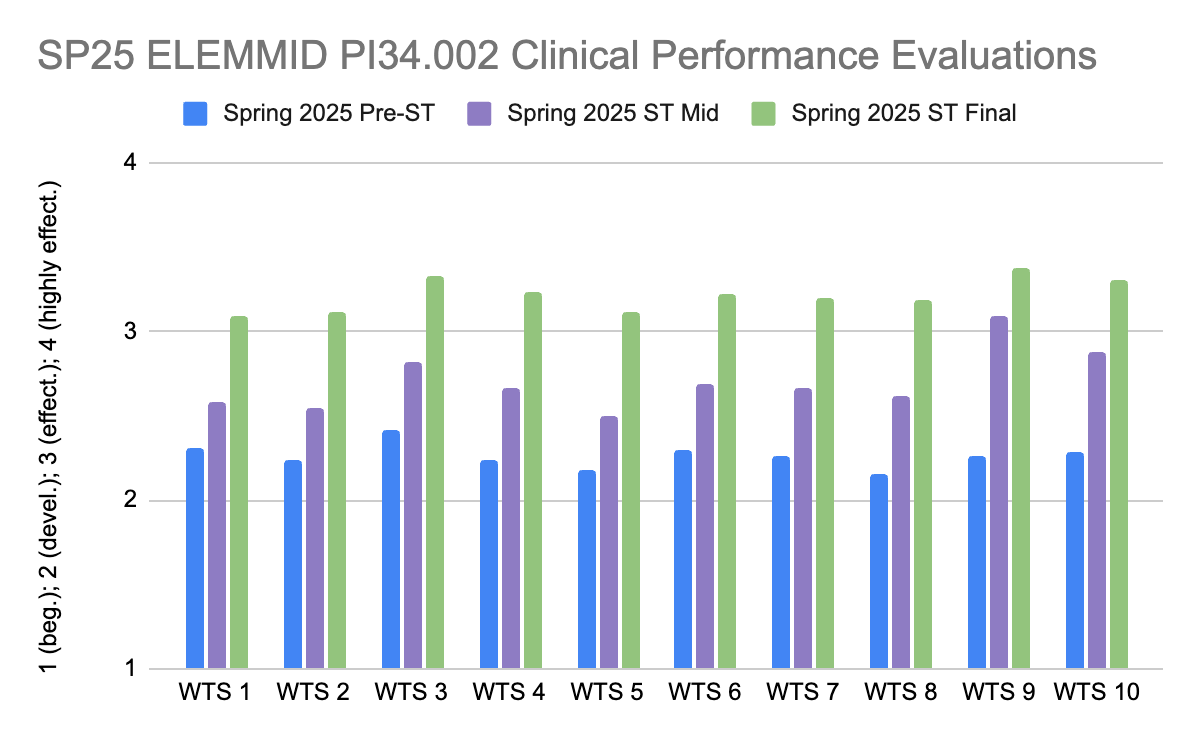 SP25 ELEMMID PI34.002 Clinical Performance Evaluations
Spring 2025 Pre-ST
Spring 2025 ST Mid
Spring 2025 ST Final
1 (beg.); 2 (devel.); 3 (effect.); 4 (highly effect.)
4
3
2
1
WTS 1
WTS 2
WTS 3
WTS 4
WTS 5
WTS 6
WTS 7
WTS 8
WTS 9
WTS 10